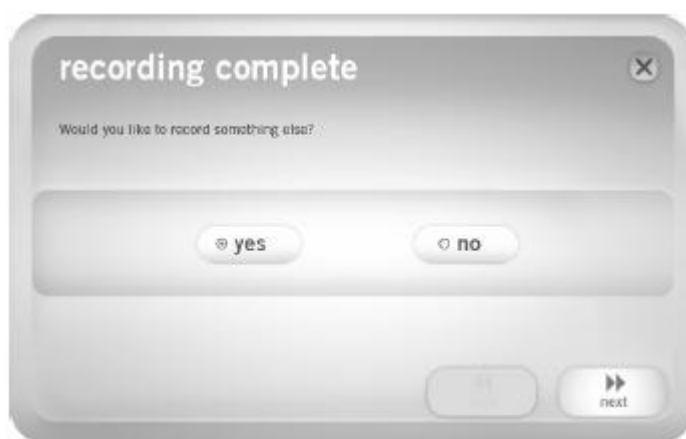 recording complete
Would you like to record something else?
yes
no
next